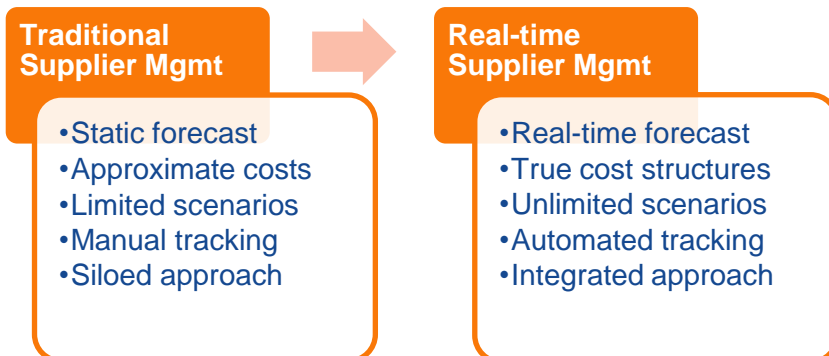 Traditional
Supplier Mgmt
•Static forecast
•Approximate costs
•Limited scenarios
•Manual tracking
•Siloed approach
Real-time
Supplier Mgmt
•Real-time forecast
•True cost structures
•Unlimited scenarios
•Automated tracking
•Integrated approach